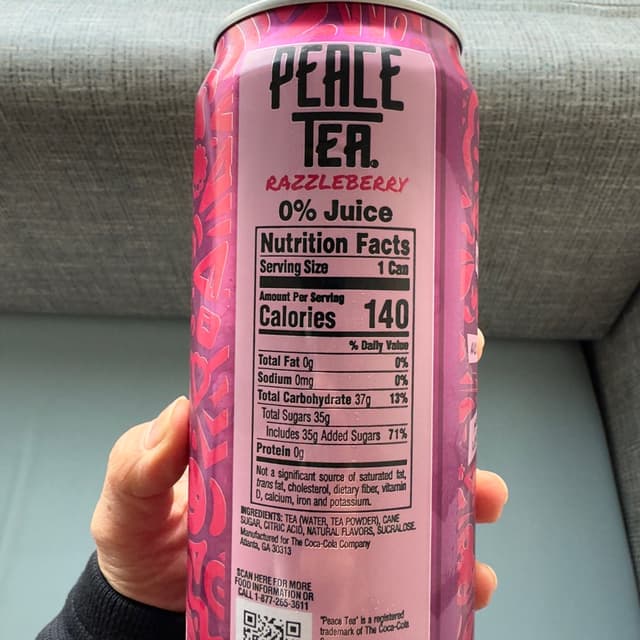 PEACE
TEA®
RAZZLEBERRY
0% Juice
Nutrition Facts
Serving Size 1 Can
Amount Per Serving
Calories 140
% Daily Value
Total Fat 0g 0%
Sodium 0mg 0%
Total Carbohydrate 37g 13%
Total Sugars 35g
Includes 35g Added Sugars 71%
Protein 0g
Not a significant source of saturated fat,
trans fat, cholesterol, dietary fiber, vitamin
D, calcium, iron and potassium.
INGREDIENTS: TEA (WATER, TEA POWDER), CANE
SUGAR, CITRIC ACID, NATURAL FLAVORS, SUCRALOSE.
Manufactured for The Coca-Cola Company
Atlanta, GA 30313
SCAN HERE FOR MORE
FOOD INFORMATION OR
CALL 1-877-265-3611
"Peace Tea" is a registered
trademark of The Coca-Cola